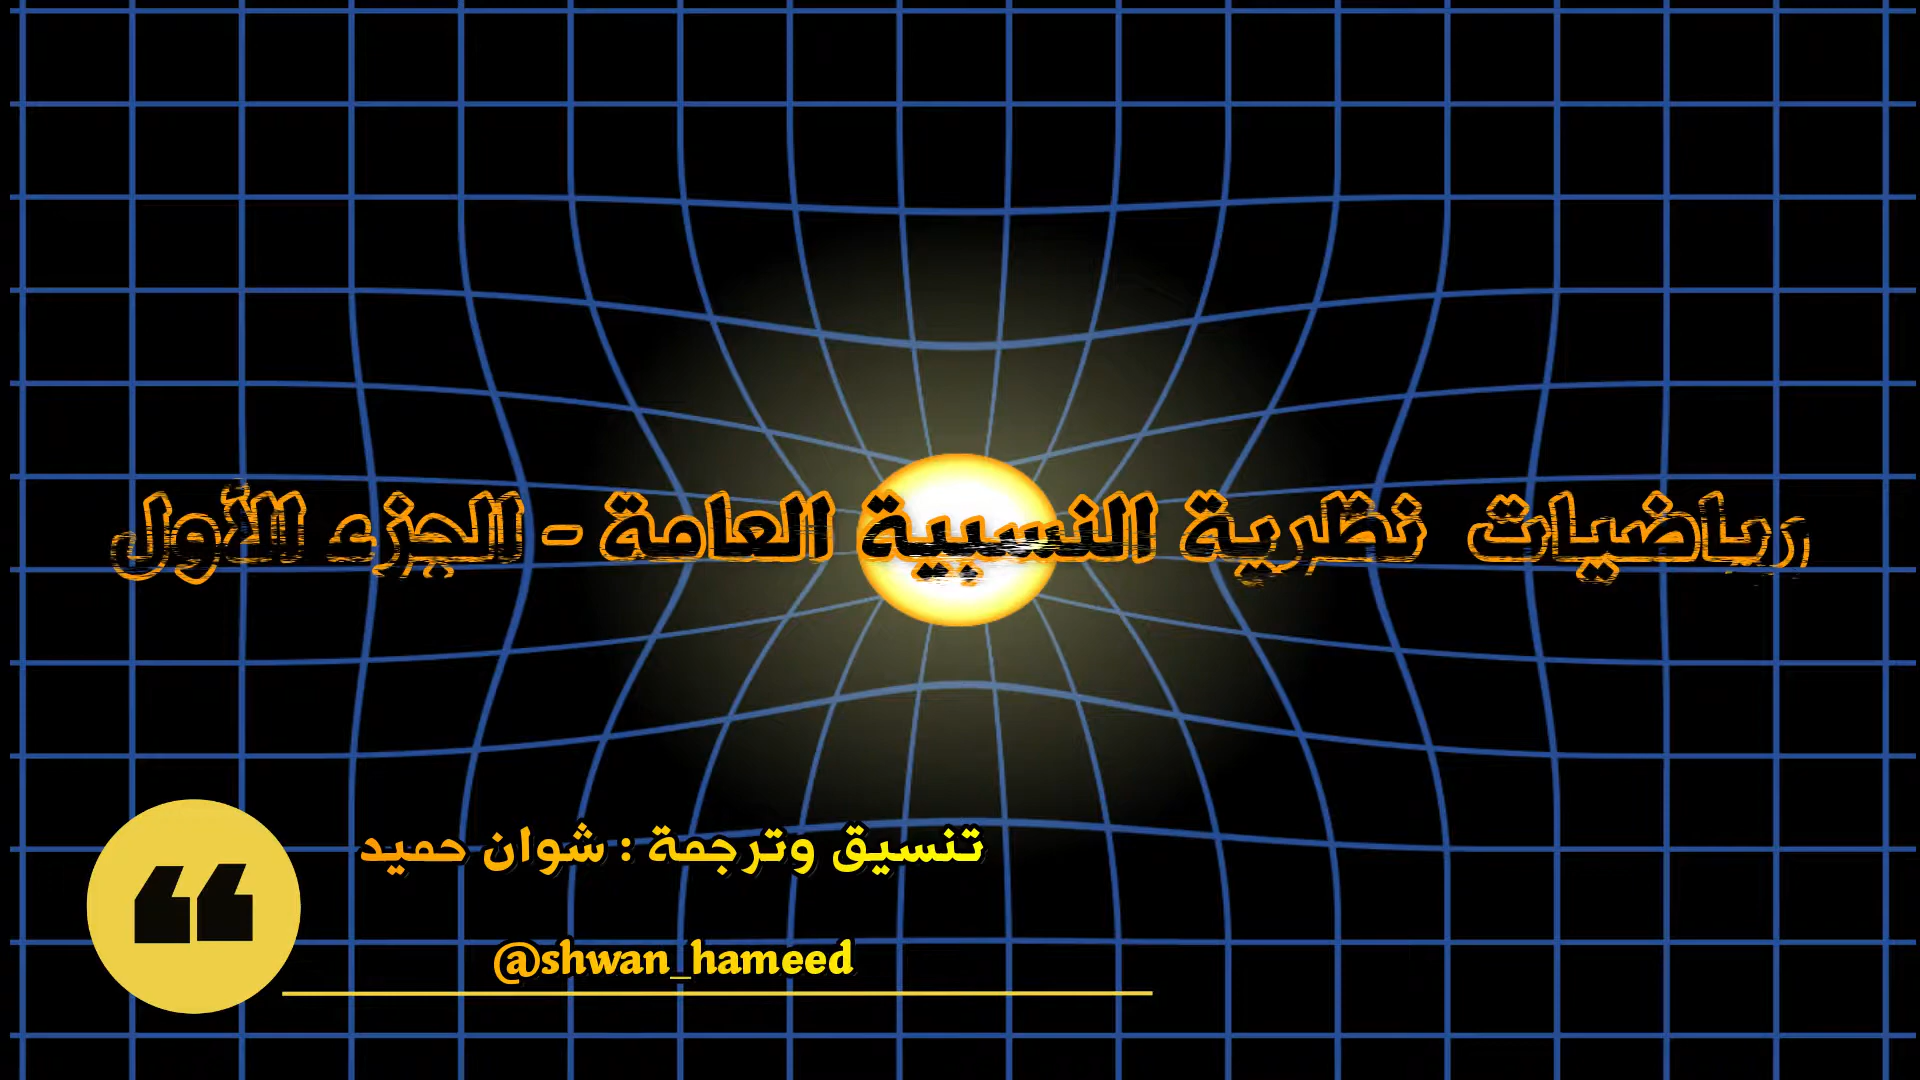 رياضيات نظرية النسبية العامة - الجزء الأول
تنسيق وترجمة : شوان حميد
@shwan_hameed